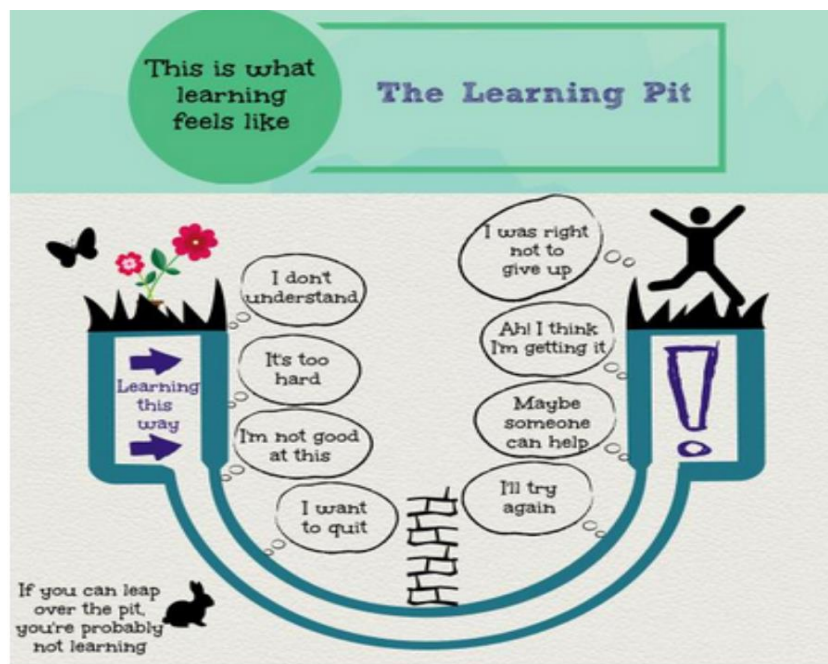 This is what
learning
feels like
The Learning Pit
I don't
understand
It's too
hard
I'm not good
at this
I want
to quit
I'll try
again
Maybe
someone
can help
Ah! I think
I'm getting it
I was right
not to
give up
Learning
this
way
!
If you can leap
over the pit,
you're probably
not learning